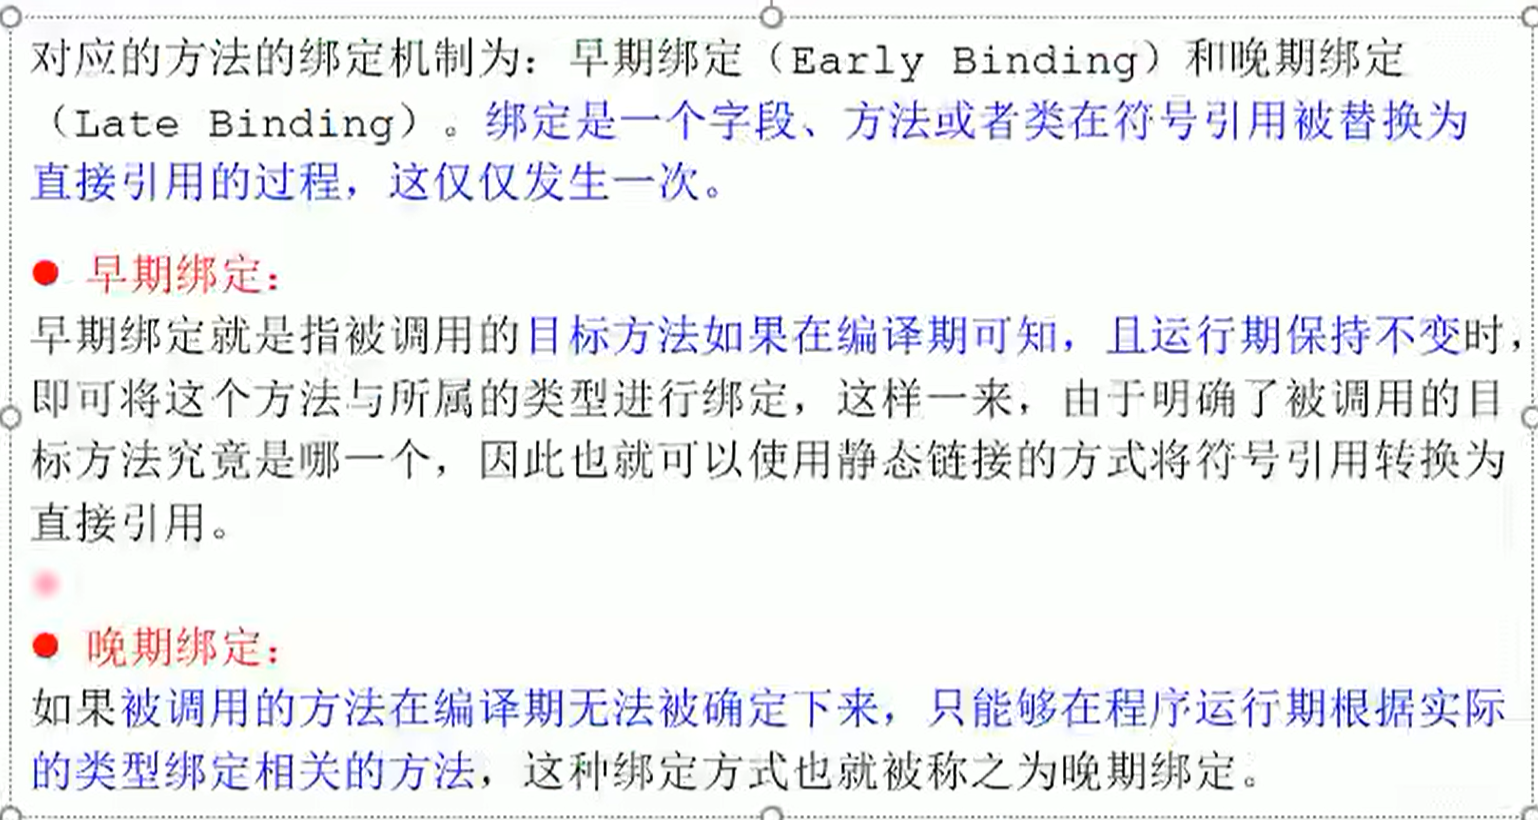 对应的方法的绑定机制为：早期绑定（Early Binding）和晚期绑定
（Late Binding）。绑定是一个字段、方法或者类在符号引用被替换为
直接引用的过程，这仅仅发生一次。
● 早期绑定：
早期绑定就是指被调用的目标方法如果在编译期可知，且运行期保持不变时，
即可将这个方法与所属的类型进行绑定，这样一来，由于明确了被调用的目
标方法究竟是哪一个，因此也就可以使用静态链接的方式将符号引用转换为
直接引用。
● 晚期绑定：
如果被调用的方法在编译期无法被确定下来，只能够在程序运行期根据实际
的类型绑定相关的方法，这种绑定方式也就被称之为晚期绑定。